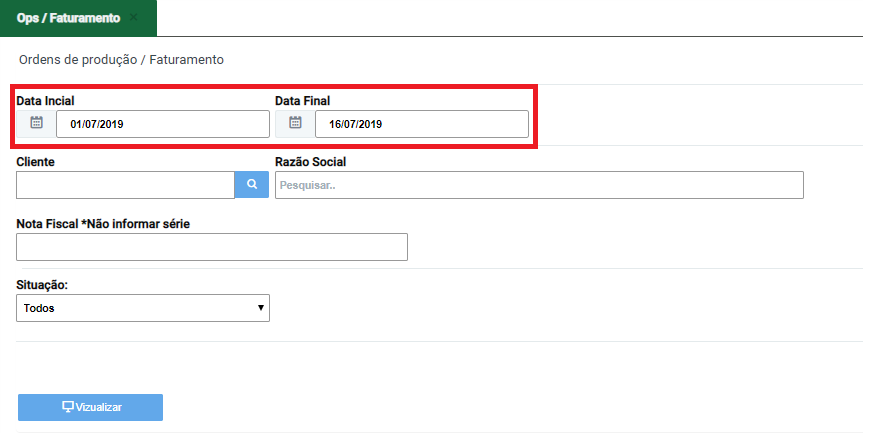 Ops / Faturamento ×
Ordens de produção / Faturamento
Data Incial Data Final
01/07/2019 16/07/2019
Cliente Razão Social
Pesquisar..
Nota Fiscal *Não informar série
Situação:
Todos
Vizualizar